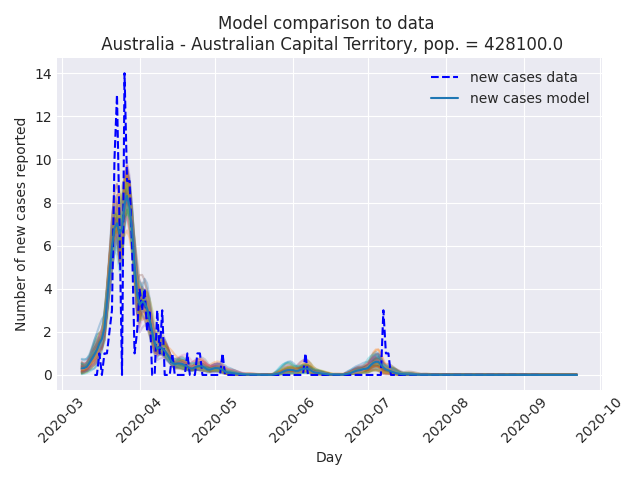 Model comparison to data
Australia - Australian Capital Territory, pop. = 428100.0
new cases data
new cases model
14
12
10
8
6
4
2
0
Number of new cases reported
2020-03
2020-04
2020-05
2020-06
2020-07
2020-08
2020-09
2020-10
Day